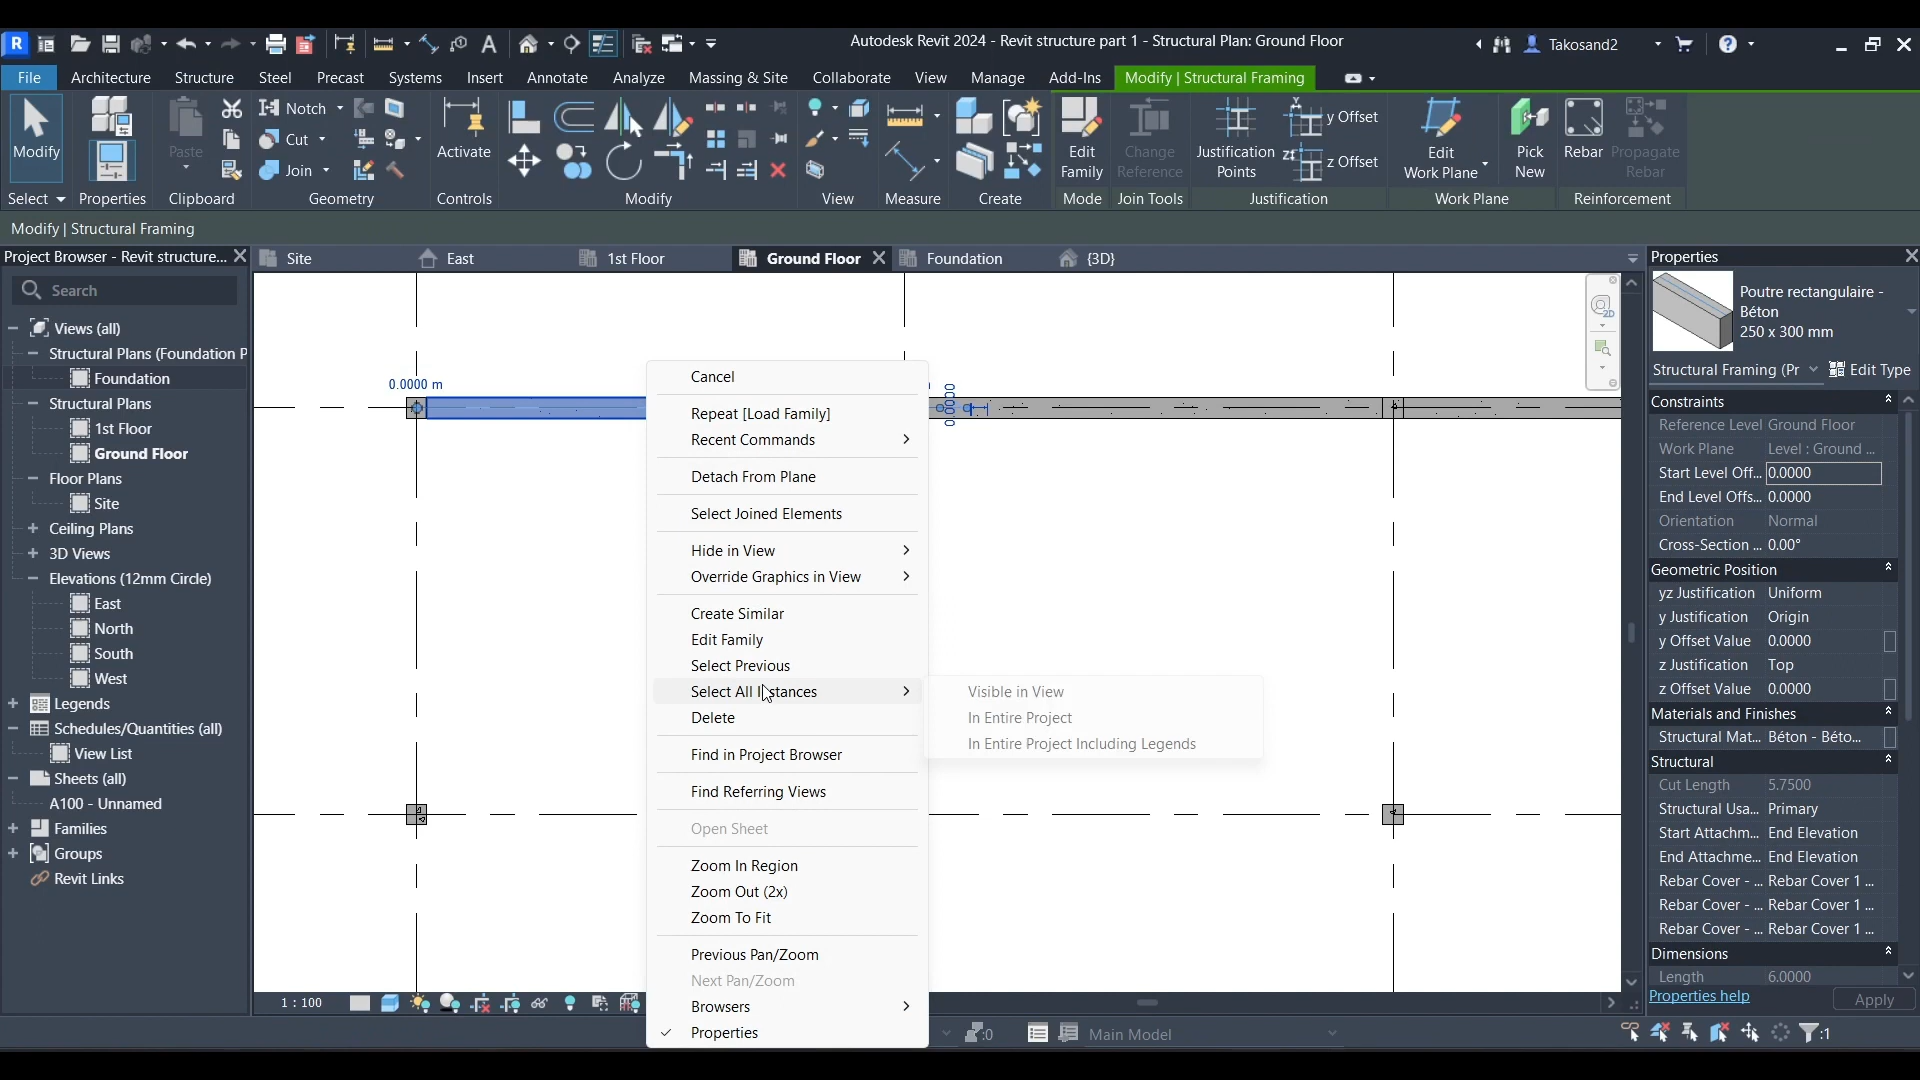 R
Autodesk Revit 2024 - Revit structure part 1 - Structural Plan: Ground Floor
Takosand2
File Architecture Structure Steel Precast Systems Insert Annotate Analyze Massing & Site Collaborate View Manage Add-Ins Modify | Structural Framing
Modify
Paste
Notch
Cut
Join
Activate
Edit Family
Change Reference
Justification Points
y Offset
z Offset
Edit Work Plane
Pick New
Rebar
Propagate Rebar
Select Properties Clipboard Geometry Controls Modify View Measure Create Mode Join Tools Justification Work Plane Reinforcement
Modify | Structural Framing
Project Browser - Revit structure...
Site East 1st Floor Ground Floor Foundation {3D}
Search
Views (all)
Structural Plans (Foundation P
Foundation
Structural Plans
1st Floor
Ground Floor
Floor Plans
Site
Ceiling Plans
3D Views
Elevations (12mm Circle)
East
North
South
West
Legends
Schedules/Quantities (all)
View List
Sheets (all)
A100 - Unnamed
Families
Groups
Revit Links
0.0000 m
0.0000
2D
Cancel
Repeat [Load Family]
Recent Commands
Detach From Plane
Select Joined Elements
Hide in View
Override Graphics in View
Create Similar
Edit Family
Select Previous
Select All Instances
Delete
Find in Project Browser
Find Referring Views
Open Sheet
Zoom In Region
Zoom Out (2x)
Zoom To Fit
Previous Pan/Zoom
Next Pan/Zoom
Browsers
Properties
Visible in View
In Entire Project
In Entire Project Including Legends
Properties
Poutre rectangulaire -
Béton
250 x 300 mm
Structural Framing (Pr Edit Type
Constraints
Reference Level Ground Floor
Work Plane Level : Ground ...
Start Level Off... 0.0000
End Level Offs... 0.0000
Orientation Normal
Cross-Section ... 0.00°
Geometric Position
yz Justification Uniform
y Justification Origin
y Offset Value 0.0000
z Justification Top
z Offset Value 0.0000
Materials and Finishes
Structural Mat... Béton - Béto...
Structural
Cut Length 5.7500
Structural Usa... Primary
Start Attachm... End Elevation
End Attachme... End Elevation
Rebar Cover - ... Rebar Cover 1 ...
Rebar Cover - ... Rebar Cover 1 ...
Rebar Cover - ... Rebar Cover 1 ...
Dimensions
Length 6.0000
Properties help Apply
1 : 100
:0 Main Model :1